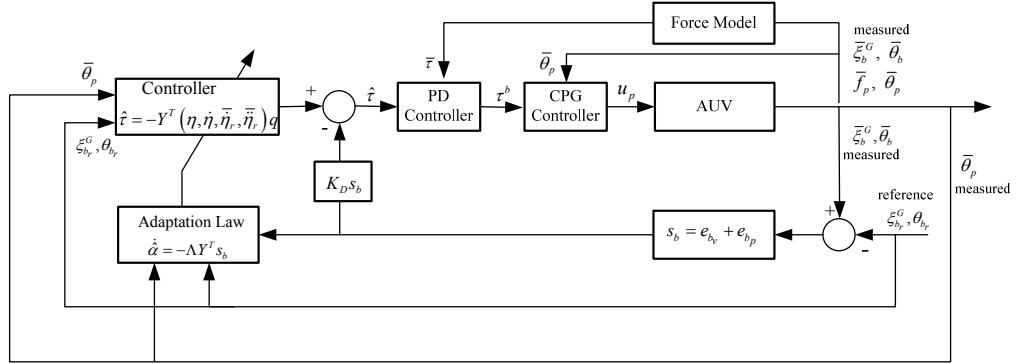 Force Model
measured
ξ̄_b^G, θ̄_b
f̄_p, θ̄_p
θ̄_p
Controller
τ̂ = −Y^T (η, η̇, η̄̇_r, η̄̈_r) q
ξ_{b_r}^G, θ_{b_r}
+
-
τ̂
τ̄
PD
Controller
τ^b
θ̄_p
CPG
Controller
u_p
AUV
K_D s_b
ξ̄_b^G, θ̄_b
measured
θ̄_p
measured
reference
ξ_{b_r}^G, θ_{b_r}
+
-
s_b = e_{b_v} + e_{b_p}
Adaptation Law
α̂̇ = −ΛY^T s_b